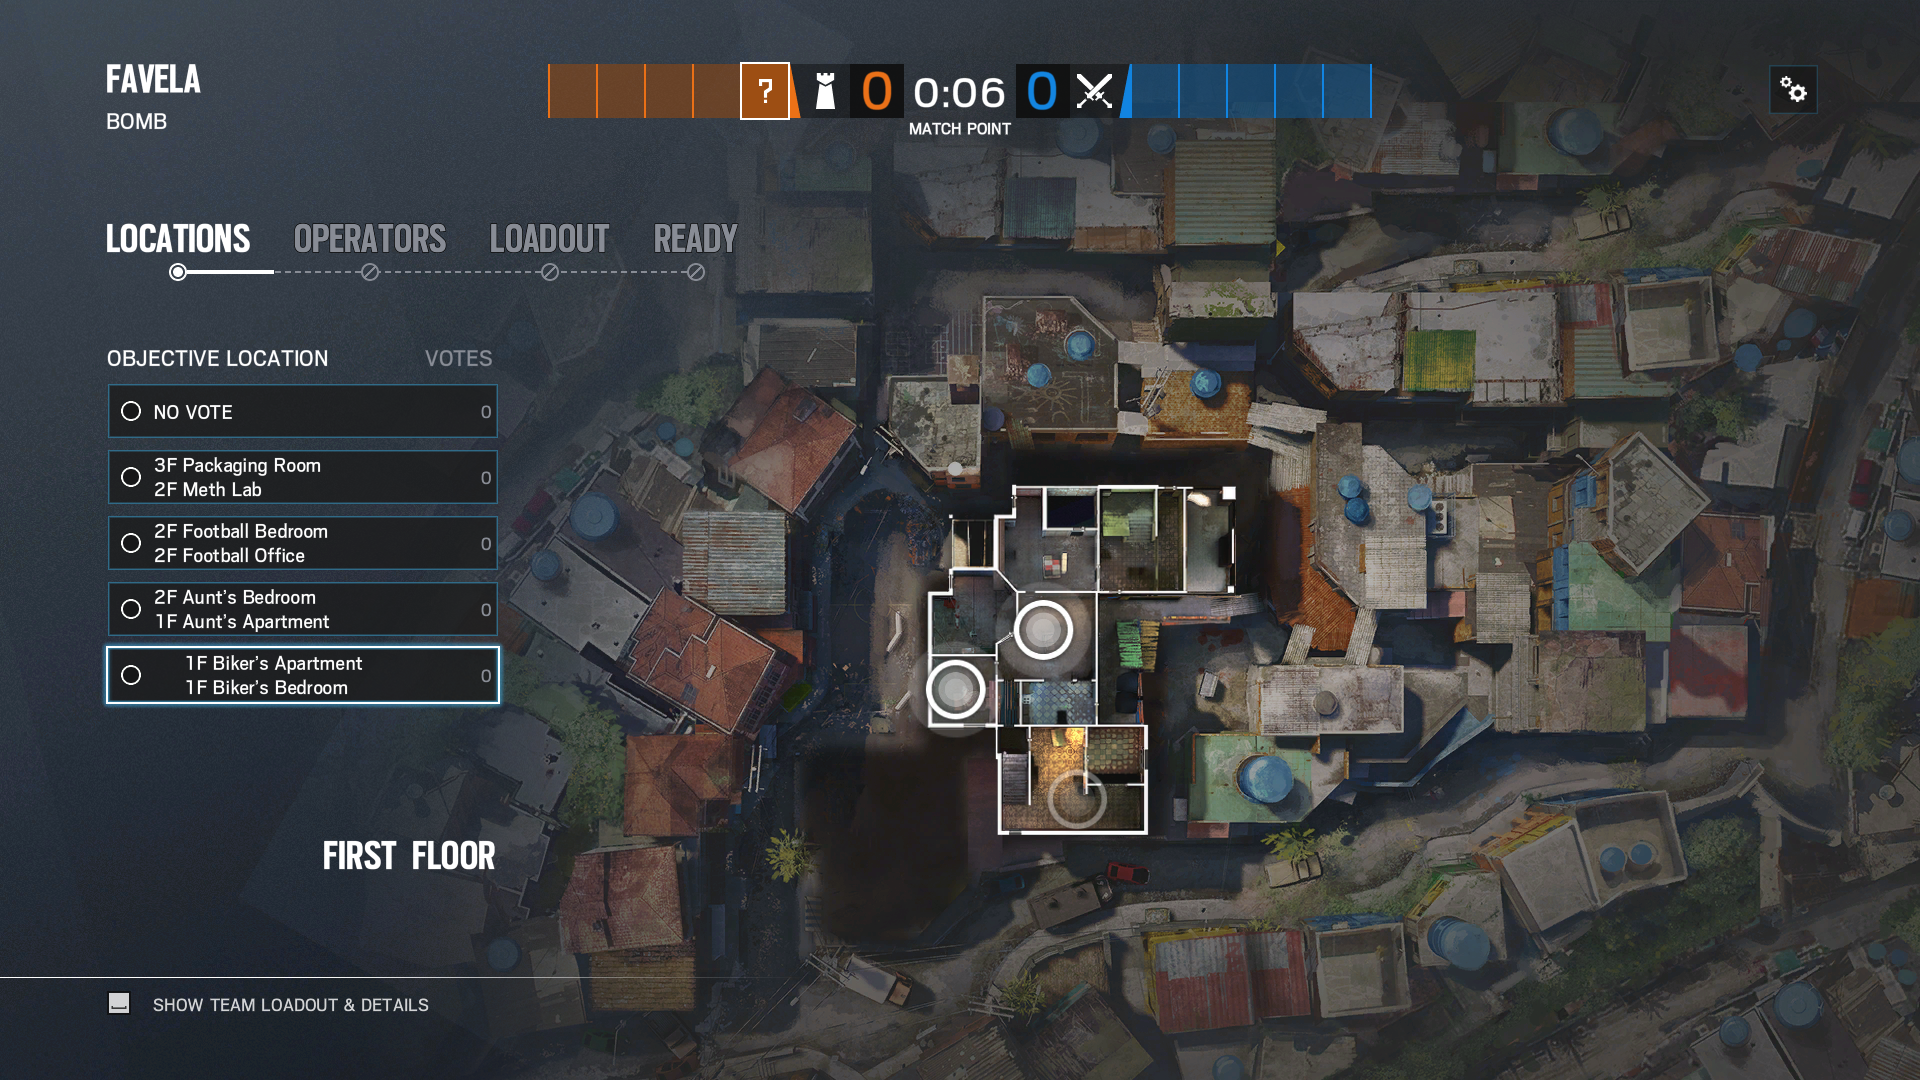 FAVELA
BOMB
?
0
0:06
0
MATCH POINT
LOCATIONS
OPERATORS
LOADOUT
READY
OBJECTIVE LOCATION
VOTES
NO VOTE
0
3F Packaging Room
2F Meth Lab
0
2F Football Bedroom
2F Football Office
0
2F Aunt's Bedroom
1F Aunt's Apartment
0
1F Biker's Apartment
1F Biker's Bedroom
0
FIRST FLOOR
SHOW TEAM LOADOUT & DETAILS